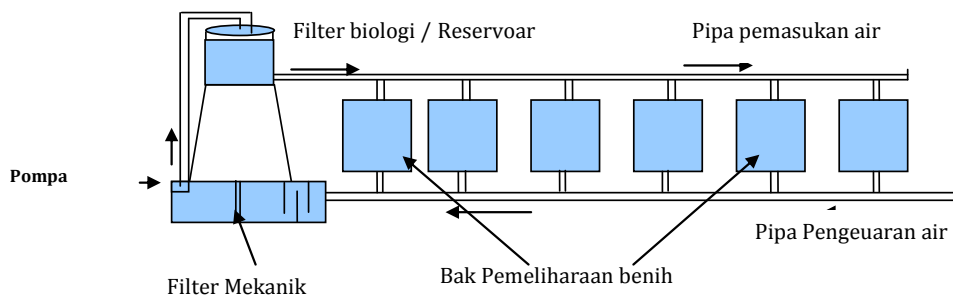 Filter biologi / Reservoar
Pipa pemasukan air
Pompa
Pipa Pengeuaran air
Bak Pemeliharaan benih
Filter Mekanik